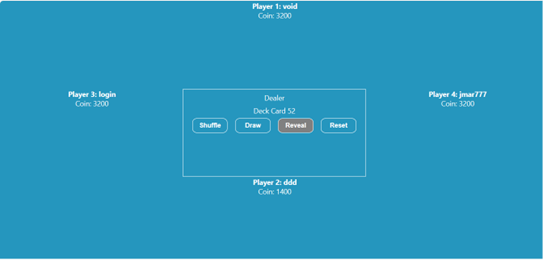 Player 1: void
Coin: 3200
Player 3: login
Coin: 3200
Dealer
Deck Card 52
Shuffle Draw Reveal Reset
Player 4: jmar777
Coin: 3200
Player 2: ddd
Coin: 1400